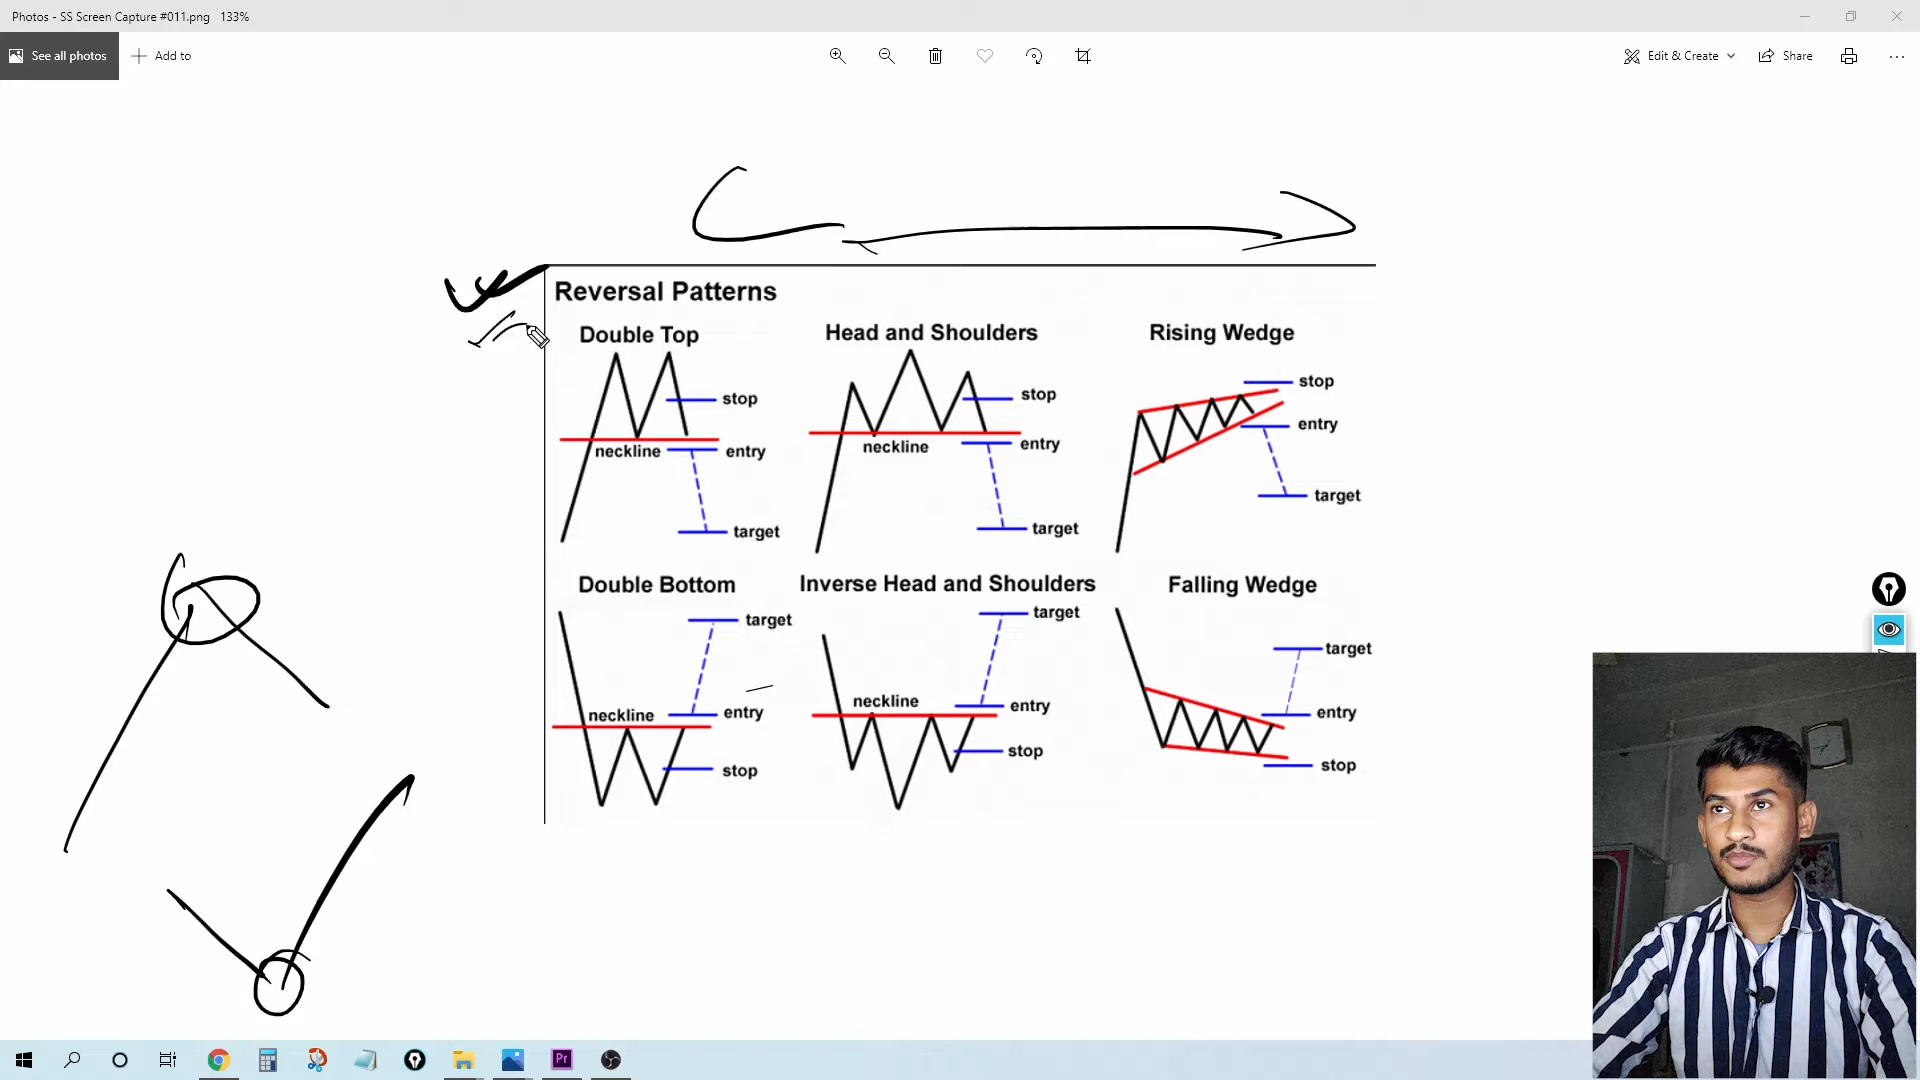 Photos - SS Screen Capture #011.png 133%
See all photos
Add to
Edit & Create
Share
Reversal Patterns
Double Top
Head and Shoulders
Rising Wedge
stop
neckline
entry
target
stop
neckline
entry
target
stop
entry
target
Double Bottom
Inverse Head and Shoulders
Falling Wedge
target
neckline
entry
stop
target
neckline
entry
stop
target
entry
stop
Pr